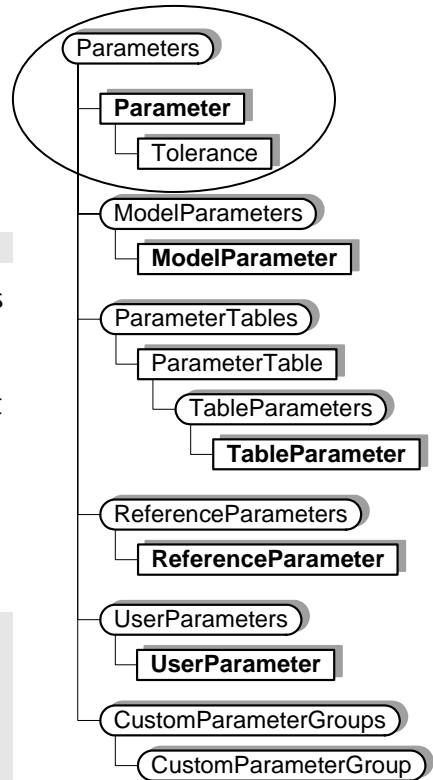 Parameters
Parameter
Tolerance
ModelParameters
ModelParameter
s
ParameterTables
ParameterTable
t
TableParameters
TableParameter
ReferenceParameters
ReferenceParameter
UserParameters
UserParameter
CustomParameterGroups
CustomParameterGroup